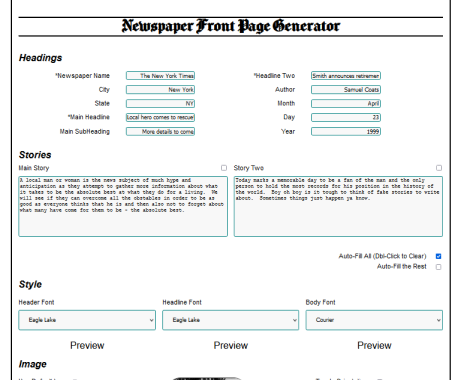 Newspaper Front Page Generator
Headings
*Newspaper Name The New York Times *Headline Two Smith announces retiremer
City New York Author Samuel Coats
State NY Month April
*Main Headline Local hero comes to rescue Day 23
Main SubHeading More details to come Year 1999
Stories
Main Story Story Two
A local man or woman is the news subject of much hype and
anticipation as they attempt to gather more information about what
it takes to be the absolute best at what they do for a living. We
will see if they can overcome all the obstables in order to be as
good as everyone thinks that he is and then also not to forget about
what many have come for them to be - the absolute best.
Today marks a memorable day to be a fan of the man and the only
person to hold the most records for his position in the history of
the world. Boy oh boy is it tough to think of fake stories to write
about. Sometimes things just happen ya know.
Auto-Fill All (Dbl-Click to Clear)
Auto-Fill the Rest
Style
Header Font Headline Font Body Font
Eagle Lake Eagle Lake Courier
Preview Preview Preview
Image